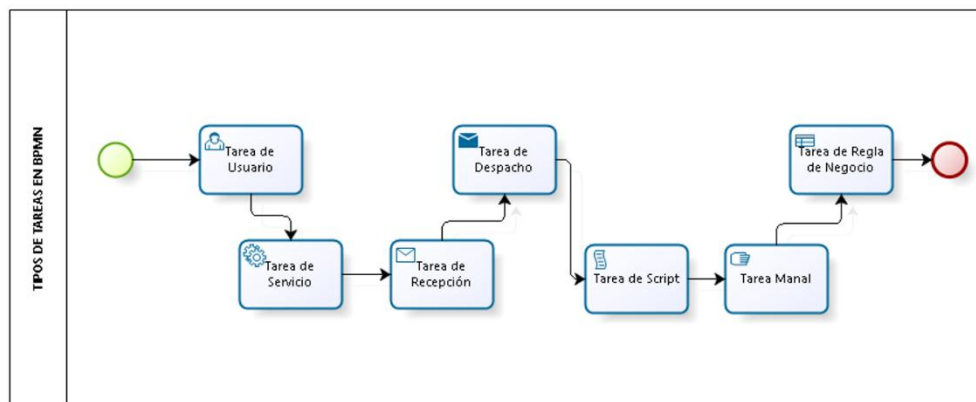 TIPOS DE TAREAS EN BPMN
Tarea de
Usuario
Tarea de
Servicio
Tarea de
Recepción
Tarea de
Despacho
Tarea de Script
Tarea Manal
Tarea de Regla
de Negocio